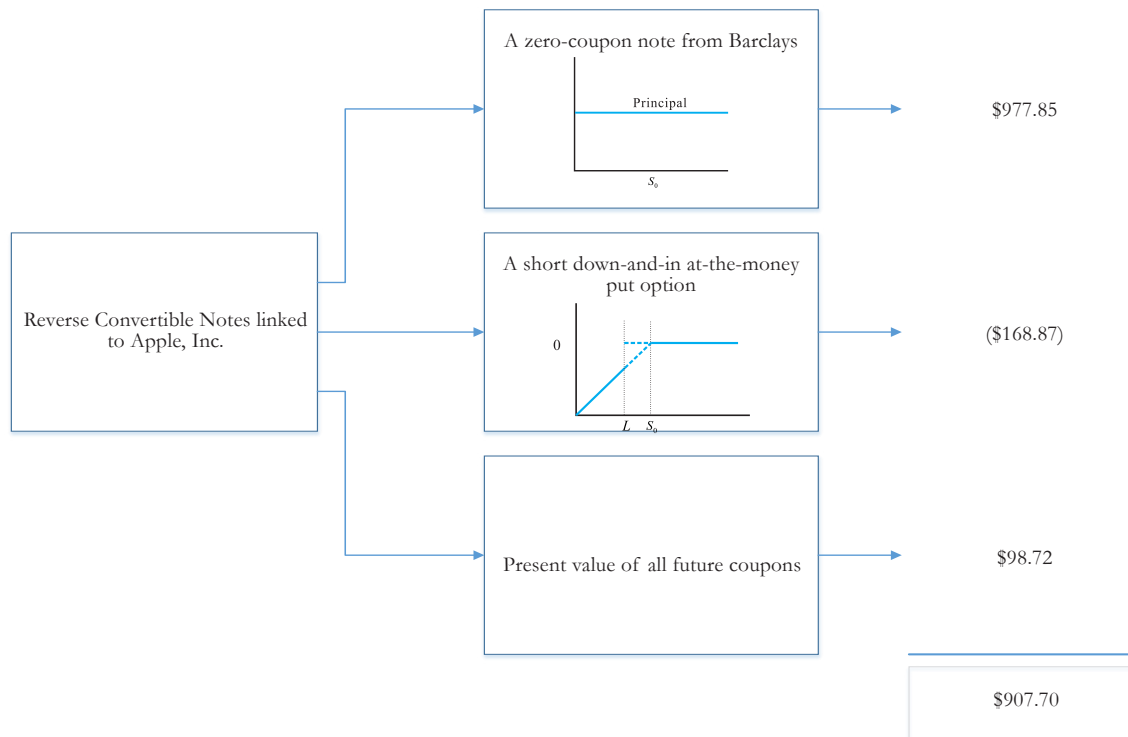 A zero-coupon note from Barclays
Principal
S₀
$977.85
Reverse Convertible Notes linked
to Apple, Inc.
A short down-and-in at-the-money
put option
0
L S₀
($168.87)
Present value of all future coupons
$98.72
$907.70